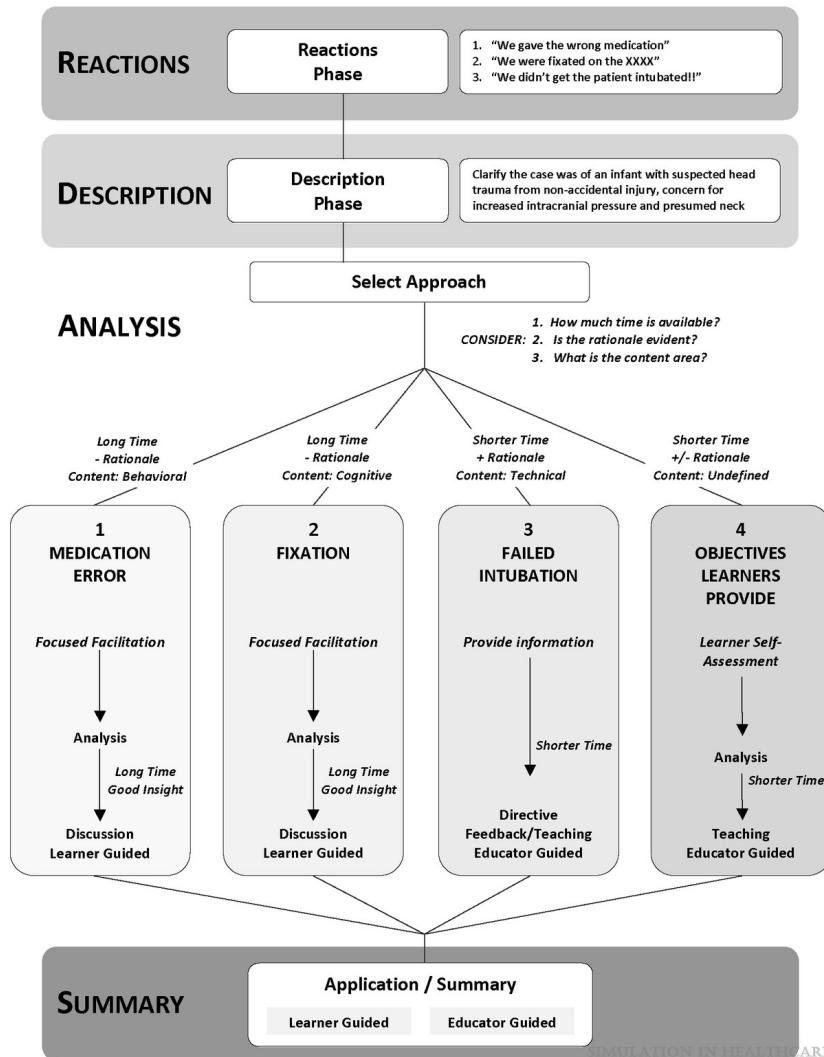 REACTIONS
Reactions
Phase
1. “We gave the wrong medication”
2. “We were fixated on the XXXX”
3. “We didn’t get the patient intubated!!”
DESCRIPTION
Description
Phase
Clarify the case was of an infant with suspected head
trauma from non-accidental injury, concern for
increased intracranial pressure and presumed neck
Select Approach
ANALYSIS
CONSIDER:
1. How much time is available?
2. Is the rationale evident?
3. What is the content area?
Long Time
- Rationale
Content: Behavioral
Long Time
- Rationale
Content: Cognitive
Shorter Time
+ Rationale
Content: Technical
Shorter Time
+/- Rationale
Content: Undefined
1
MEDICATION
ERROR
Focused Facilitation
Analysis
Long Time
Good Insight
Discussion
Learner Guided
2
FIXATION
Focused Facilitation
Analysis
Long Time
Good Insight
Discussion
Learner Guided
3
FAILED
INTUBATION
Provide information
Shorter Time
Directive
Feedback/Teaching
Educator Guided
4
OBJECTIVES
LEARNERS
PROVIDE
Learner Self-
Assessment
Analysis
Shorter Time
Teaching
Educator Guided
SUMMARY
Application / Summary
Learner Guided
Educator Guided
SIMULATION IN HEALTHCARE